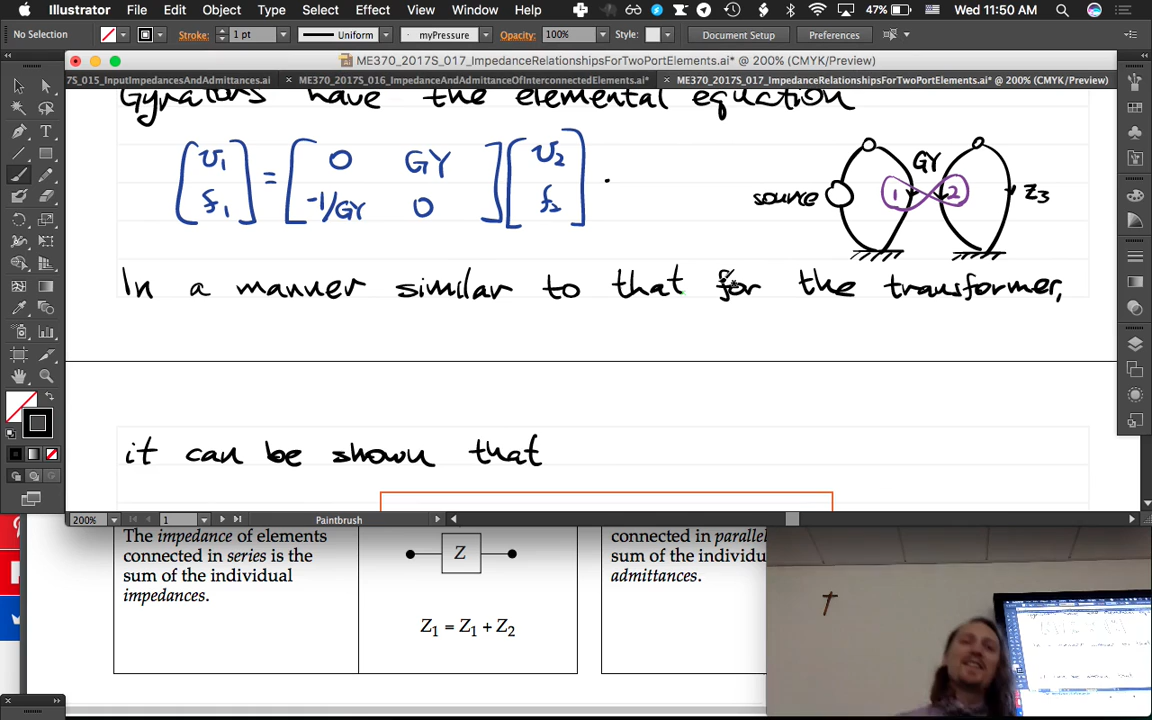 Illustrator File Edit Object Type Select Effect View Window Help 47% Wed 11:50 AM
No Selection Stroke: 1 pt Uniform myPressure Opacity: 100% Style: Document Setup Preferences
ME370_2017S_017_ImpedanceRelationshipsForTwoPortElements.ai* @ 200% (CMYK/Preview)
17S_015_InputImpedancesAndAdmittances.ai ME370_2017S_016_ImpedanceAndAdmittanceOfInterconnectedElements.ai* ME370_2017S_017_ImpedanceRelationshipsForTwoPortElements.ai* @ 200% (CMYK/Preview)
Gyrators have the elemental equation
[v1 f1] = [0 GY -1/GY 0] [v2 f2] .
source 1 GY 2 Z3
In a manner similar to that for the transformer,
it can be shown that
200% 1 Paintbrush
The impedance of elements
connected in series is the
sum of the individual
impedances.
Z
Z1 = Z1 + Z2
connected in parallel
sum of the individu
admittances.